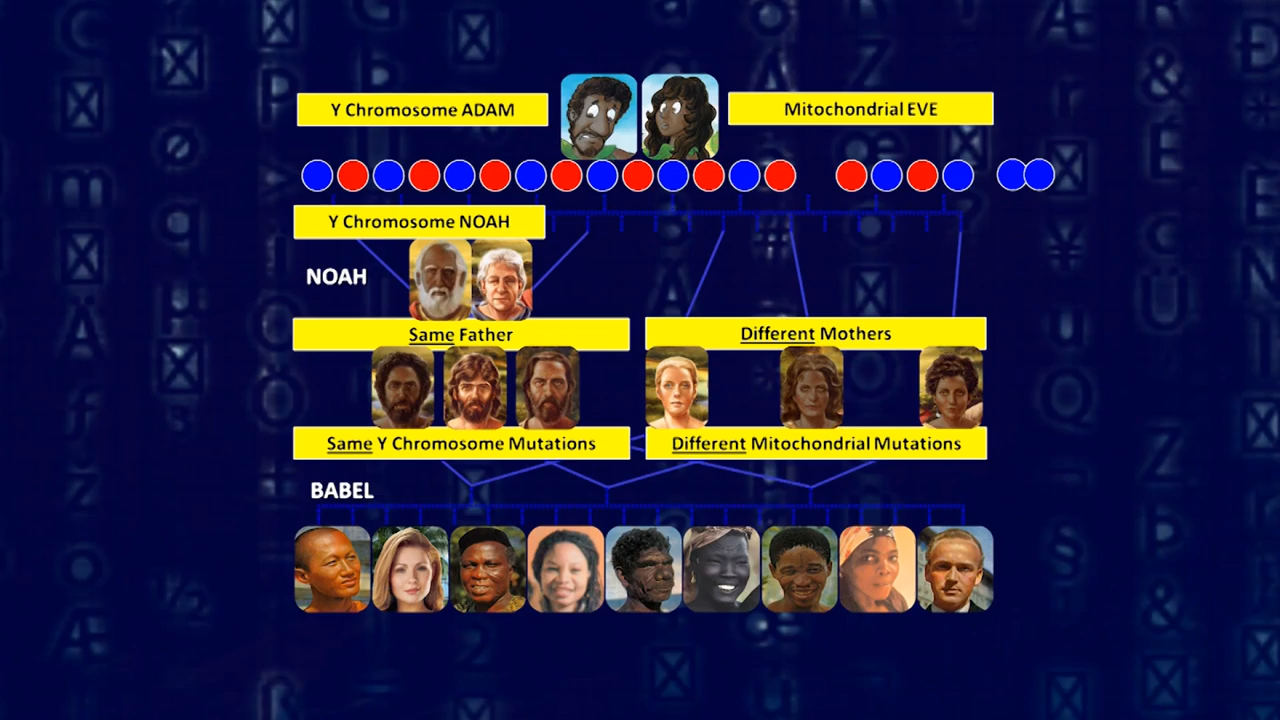 Y Chromosome ADAM
Mitochondrial EVE
Y Chromosome NOAH
NOAH
Same Father
Different Mothers
Same Y Chromosome Mutations
Different Mitochondrial Mutations
BABEL